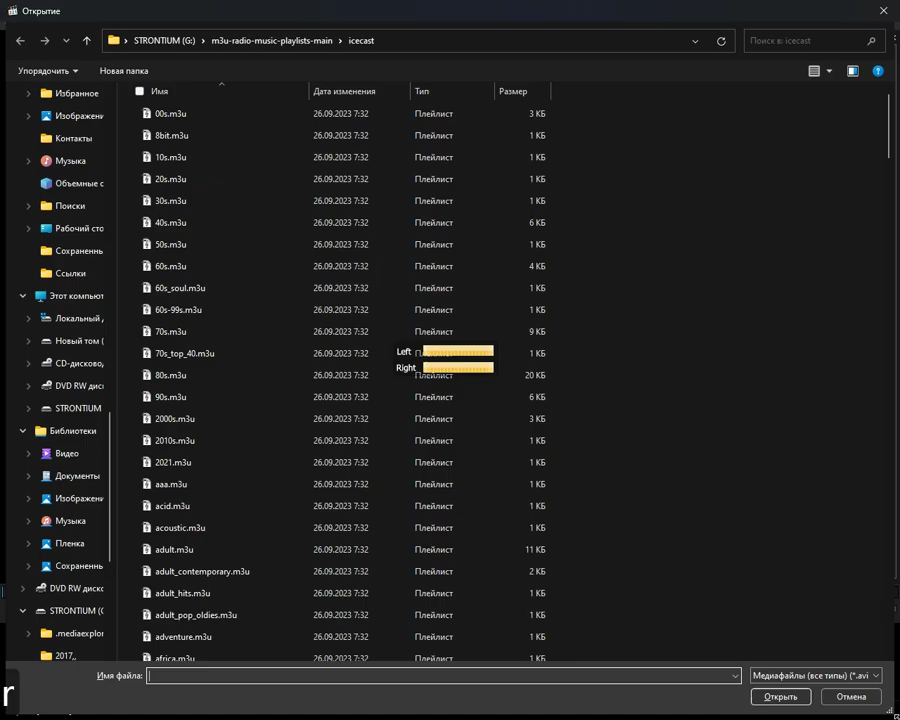 Открытие
STRONTIUM (G:) > m3u-radio-music-playlists-main > icecast
Поиск в: icecast
Упорядочить
Новая папка
Имя
Дата изменения
Тип
Размер
Избранное
Изображени
Контакты
Музыка
Объемные с
Поиски
Рабочий сто
Сохраненнь
Ссылки
Этот компьют
Локальный д
Новый том (
CD-дисково
DVD RW дис
STRONTIUM
Библиотеки
Видео
Документы
Изображени
Музыка
Пленка
Сохраненнь
DVD RW диско
STRONTIUM (G
.mediaexplor
2017,,
00s.m3u 26.09.2023 7:32 Плейлист 3 КБ
8bit.m3u 26.09.2023 7:32 Плейлист 1 КБ
10s.m3u 26.09.2023 7:32 Плейлист 1 КБ
20s.m3u 26.09.2023 7:32 Плейлист 1 КБ
30s.m3u 26.09.2023 7:32 Плейлист 1 КБ
40s.m3u 26.09.2023 7:32 Плейлист 6 КБ
50s.m3u 26.09.2023 7:32 Плейлист 1 КБ
60s.m3u 26.09.2023 7:32 Плейлист 4 КБ
60s_soul.m3u 26.09.2023 7:32 Плейлист 1 КБ
60s-99s.m3u 26.09.2023 7:32 Плейлист 1 КБ
70s.m3u 26.09.2023 7:32 Плейлист 9 КБ
70s_top_40.m3u 26.09.2023 7:32 1 КБ
Left
Right
80s.m3u 26.09.2023 7:32 Плейлист 20 КБ
90s.m3u 26.09.2023 7:32 Плейлист 6 КБ
2000s.m3u 26.09.2023 7:32 Плейлист 3 КБ
2010s.m3u 26.09.2023 7:32 Плейлист 1 КБ
2021.m3u 26.09.2023 7:32 Плейлист 1 КБ
aaa.m3u 26.09.2023 7:32 Плейлист 1 КБ
acid.m3u 26.09.2023 7:32 Плейлист 1 КБ
acoustic.m3u 26.09.2023 7:32 Плейлист 1 КБ
adult.m3u 26.09.2023 7:32 Плейлист 11 КБ
adult_contemporary.m3u 26.09.2023 7:32 Плейлист 2 КБ
adult_hits.m3u 26.09.2023 7:32 Плейлист 1 КБ
adult_pop_oldies.m3u 26.09.2023 7:32 Плейлист 1 КБ
adventure.m3u 26.09.2023 7:32 Плейлист 1 КБ
africa.m3u 26.09.2023 7:32 Плейлист 1 КБ
r
Имя файла:
Медиафайлы (все типы) (*.avi
Открыть
Отмена